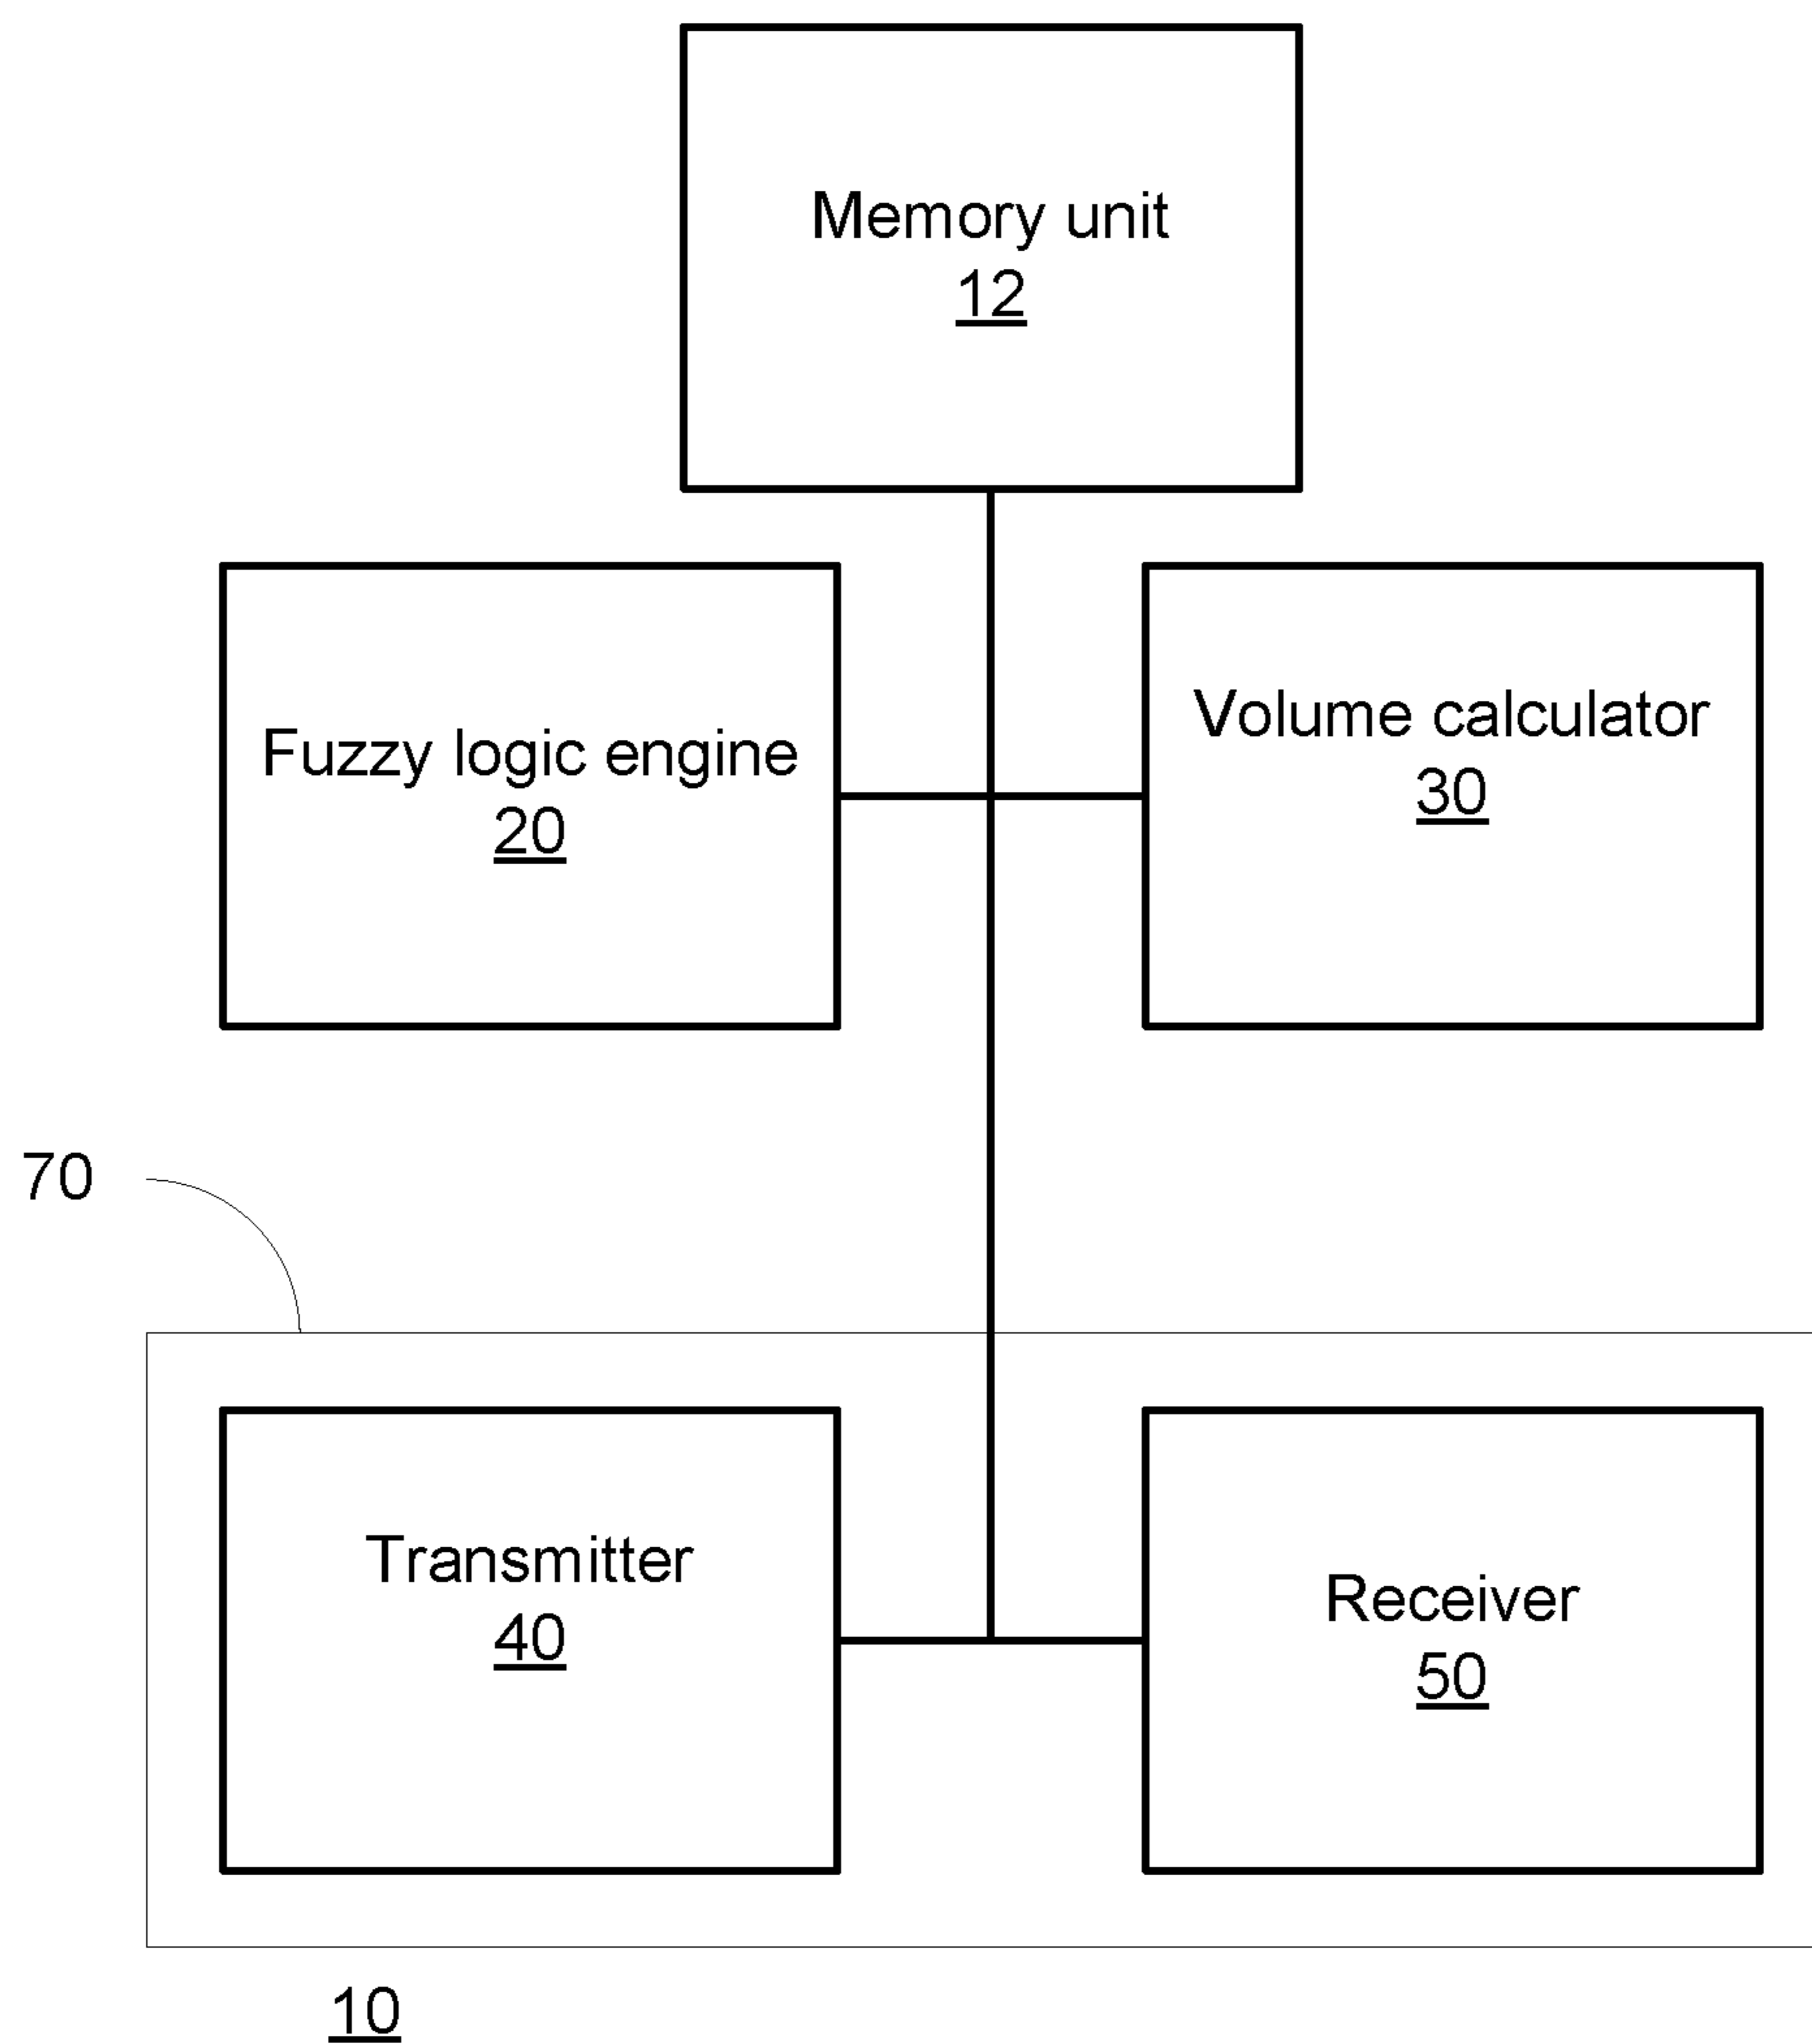 Memory unit
12
Fuzzy logic engine
20
Volume calculator
30
70
Transmitter
40
Receiver
50
10